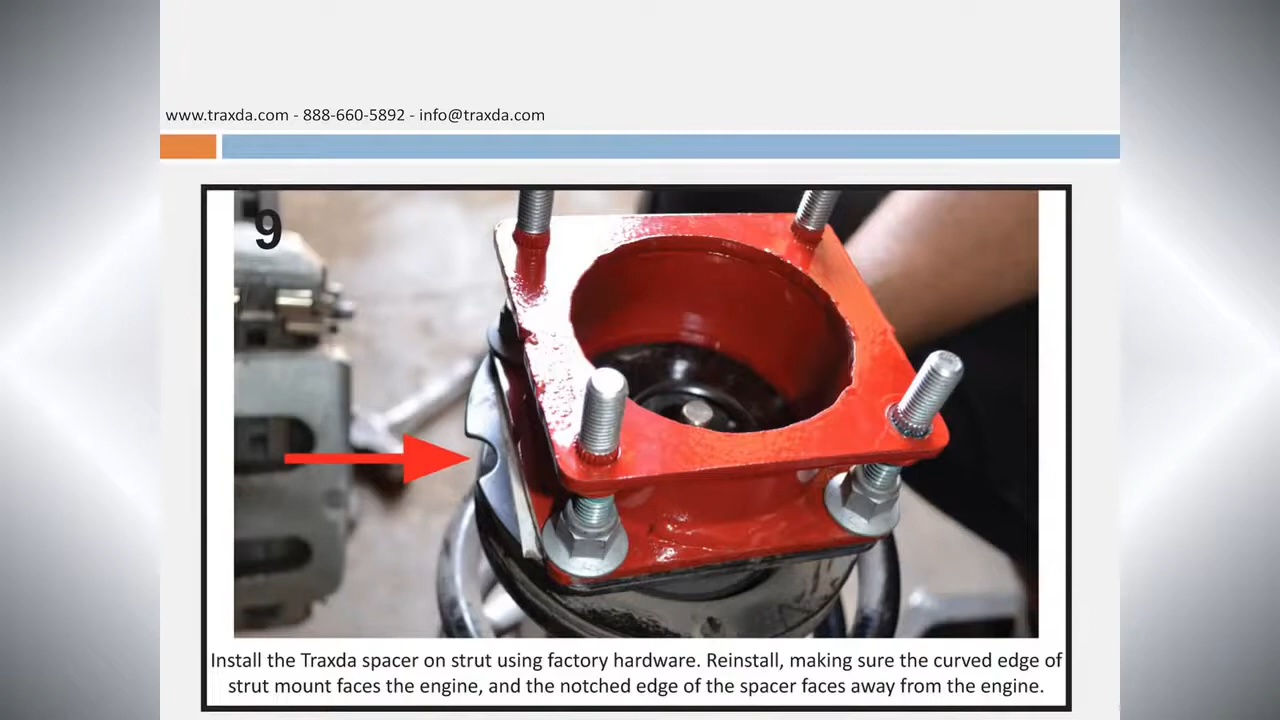 www.traxda.com - 888-660-5892 - info@traxda.com
9
Install the Traxda spacer on strut using factory hardware. Reinstall, making sure the curved edge of
strut mount faces the engine, and the notched edge of the spacer faces away from the engine.